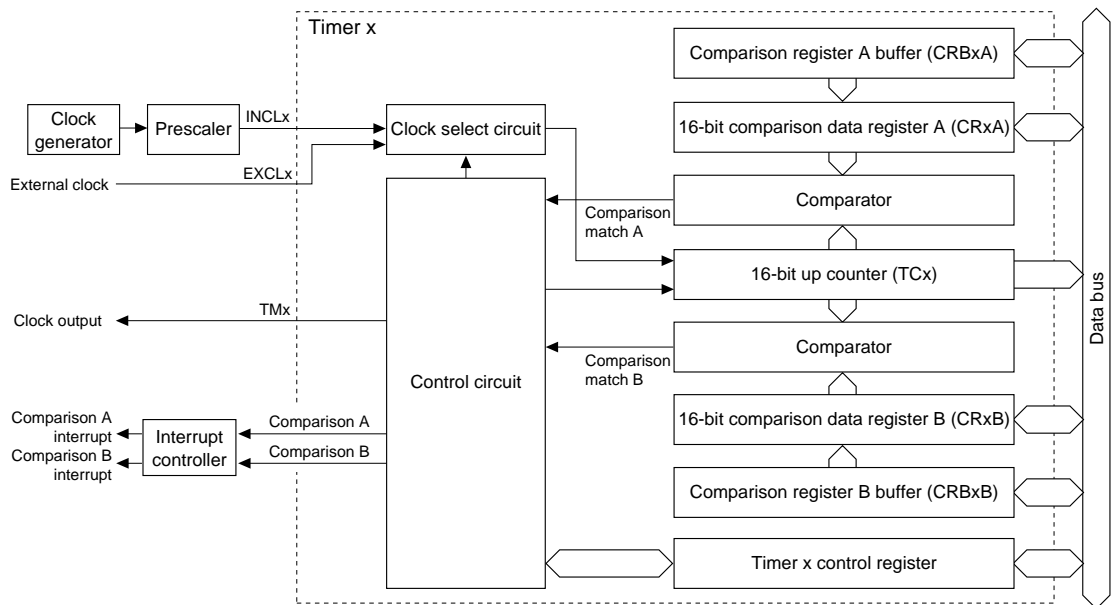 Timer x
Comparison register A buffer (CRBxA)
Clock
generator
Prescaler
INCLx
Clock select circuit
16-bit comparison data register A (CRxA)
External clock
EXCLx
Comparator
Comparison
match A
16-bit up counter (TCx)
Clock output
TMx
Comparator
Comparison
match B
Control circuit
Data bus
Comparison A
interrupt
Comparison B
interrupt
Interrupt
controller
Comparison A
Comparison B
16-bit comparison data register B (CRxB)
Comparison register B buffer (CRBxB)
Timer x control register